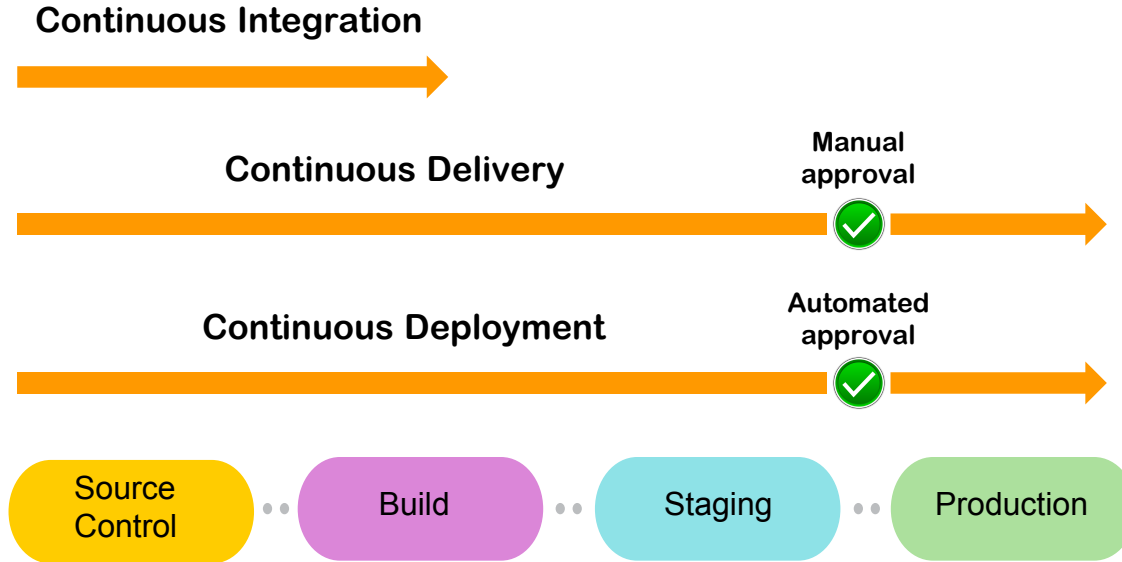 Continuous Integration
Manual
approval
Continuous Delivery
Automated
approval
Continuous Deployment
Source
Control
Build
Staging
Production